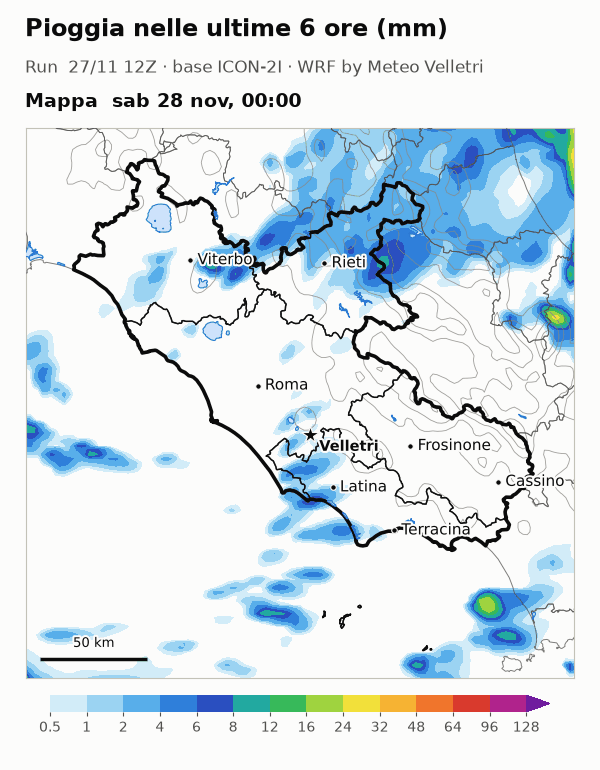 Pioggia nelle ultime 6 ore (mm)
Run  27/11 12Z · base ICON-2I · WRF by Meteo Velletri
Mappa  sab 28 nov, 00:00
Viterbo
Rieti
Roma
Velletri
Frosinone
Latina
Cassino
Terracina
50 km
0.5 1 2 4 6 8 12 16 24 32 48 64 96 128